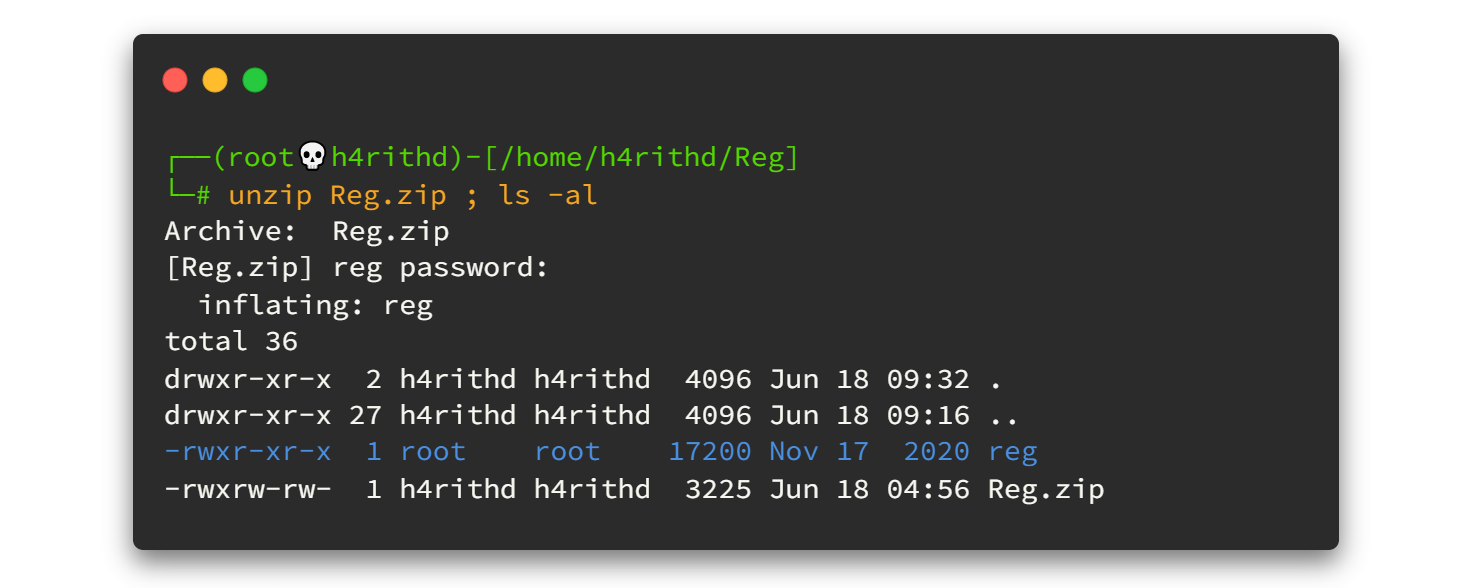 ┌──(root💀h4rithd)-[/home/h4rithd/Reg]
└─# unzip Reg.zip ; ls -al
Archive:  Reg.zip
[Reg.zip] reg password:
  inflating: reg
total 36
drwxr-xr-x  2 h4rithd h4rithd  4096 Jun 18 09:32 .
drwxr-xr-x 27 h4rithd h4rithd  4096 Jun 18 09:16 ..
-rwxr-xr-x  1 root    root    17200 Nov 17  2020 reg
-rwxrw-rw-  1 h4rithd h4rithd  3225 Jun 18 04:56 Reg.zip